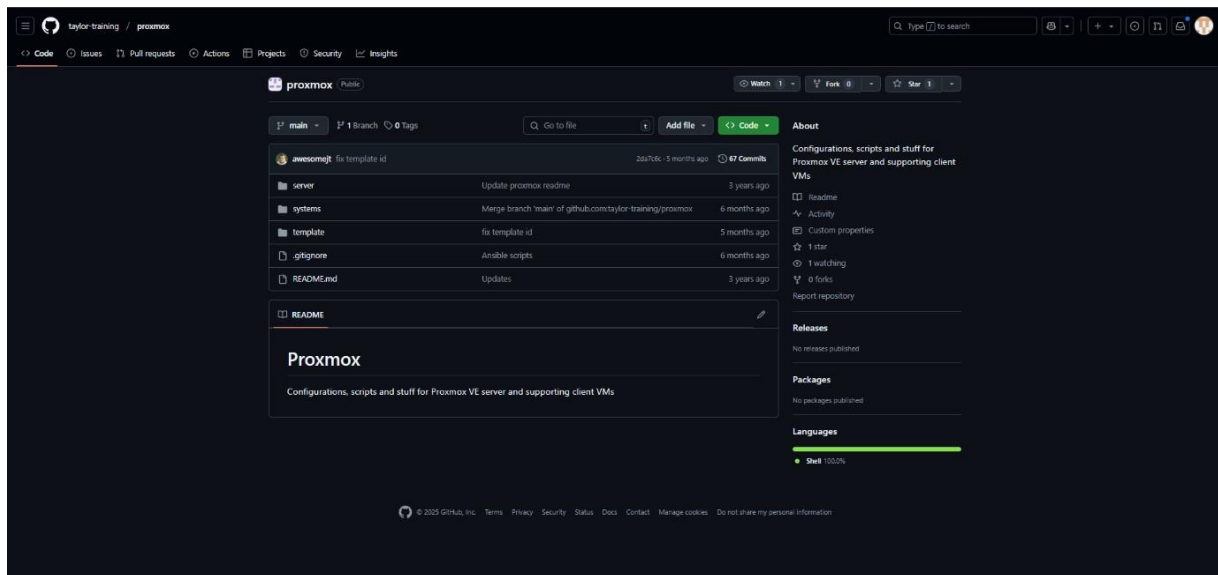 taylor-training / proxmox
Type / to search
Code Issues Pull requests Actions Projects Security Insights
proxmox Public
Watch 1 Fork 0 Star 1
main 1 Branch 0 Tags
Go to file t Add file Code
About
Configurations, scripts and stuff for
Proxmox VE server and supporting client
VMs
awesomejt fix template id 2da7c6c · 5 months ago 67 Commits
server Update proxmox readme 3 years ago
systems Merge branch 'main' of github.com:taylor-training/proxmox 6 months ago
template fix template id 5 months ago
.gitignore Ansible scripts 6 months ago
README.md Updates 3 years ago
Readme
Activity
Custom properties
1 star
1 watching
0 forks
Report repository
README
Proxmox
Configurations, scripts and stuff for Proxmox VE server and supporting client VMs
Releases
No releases published
Packages
No packages published
Languages
Shell 100.0%
© 2025 GitHub, Inc. Terms Privacy Security Status Docs Contact Manage cookies Do not share my personal information